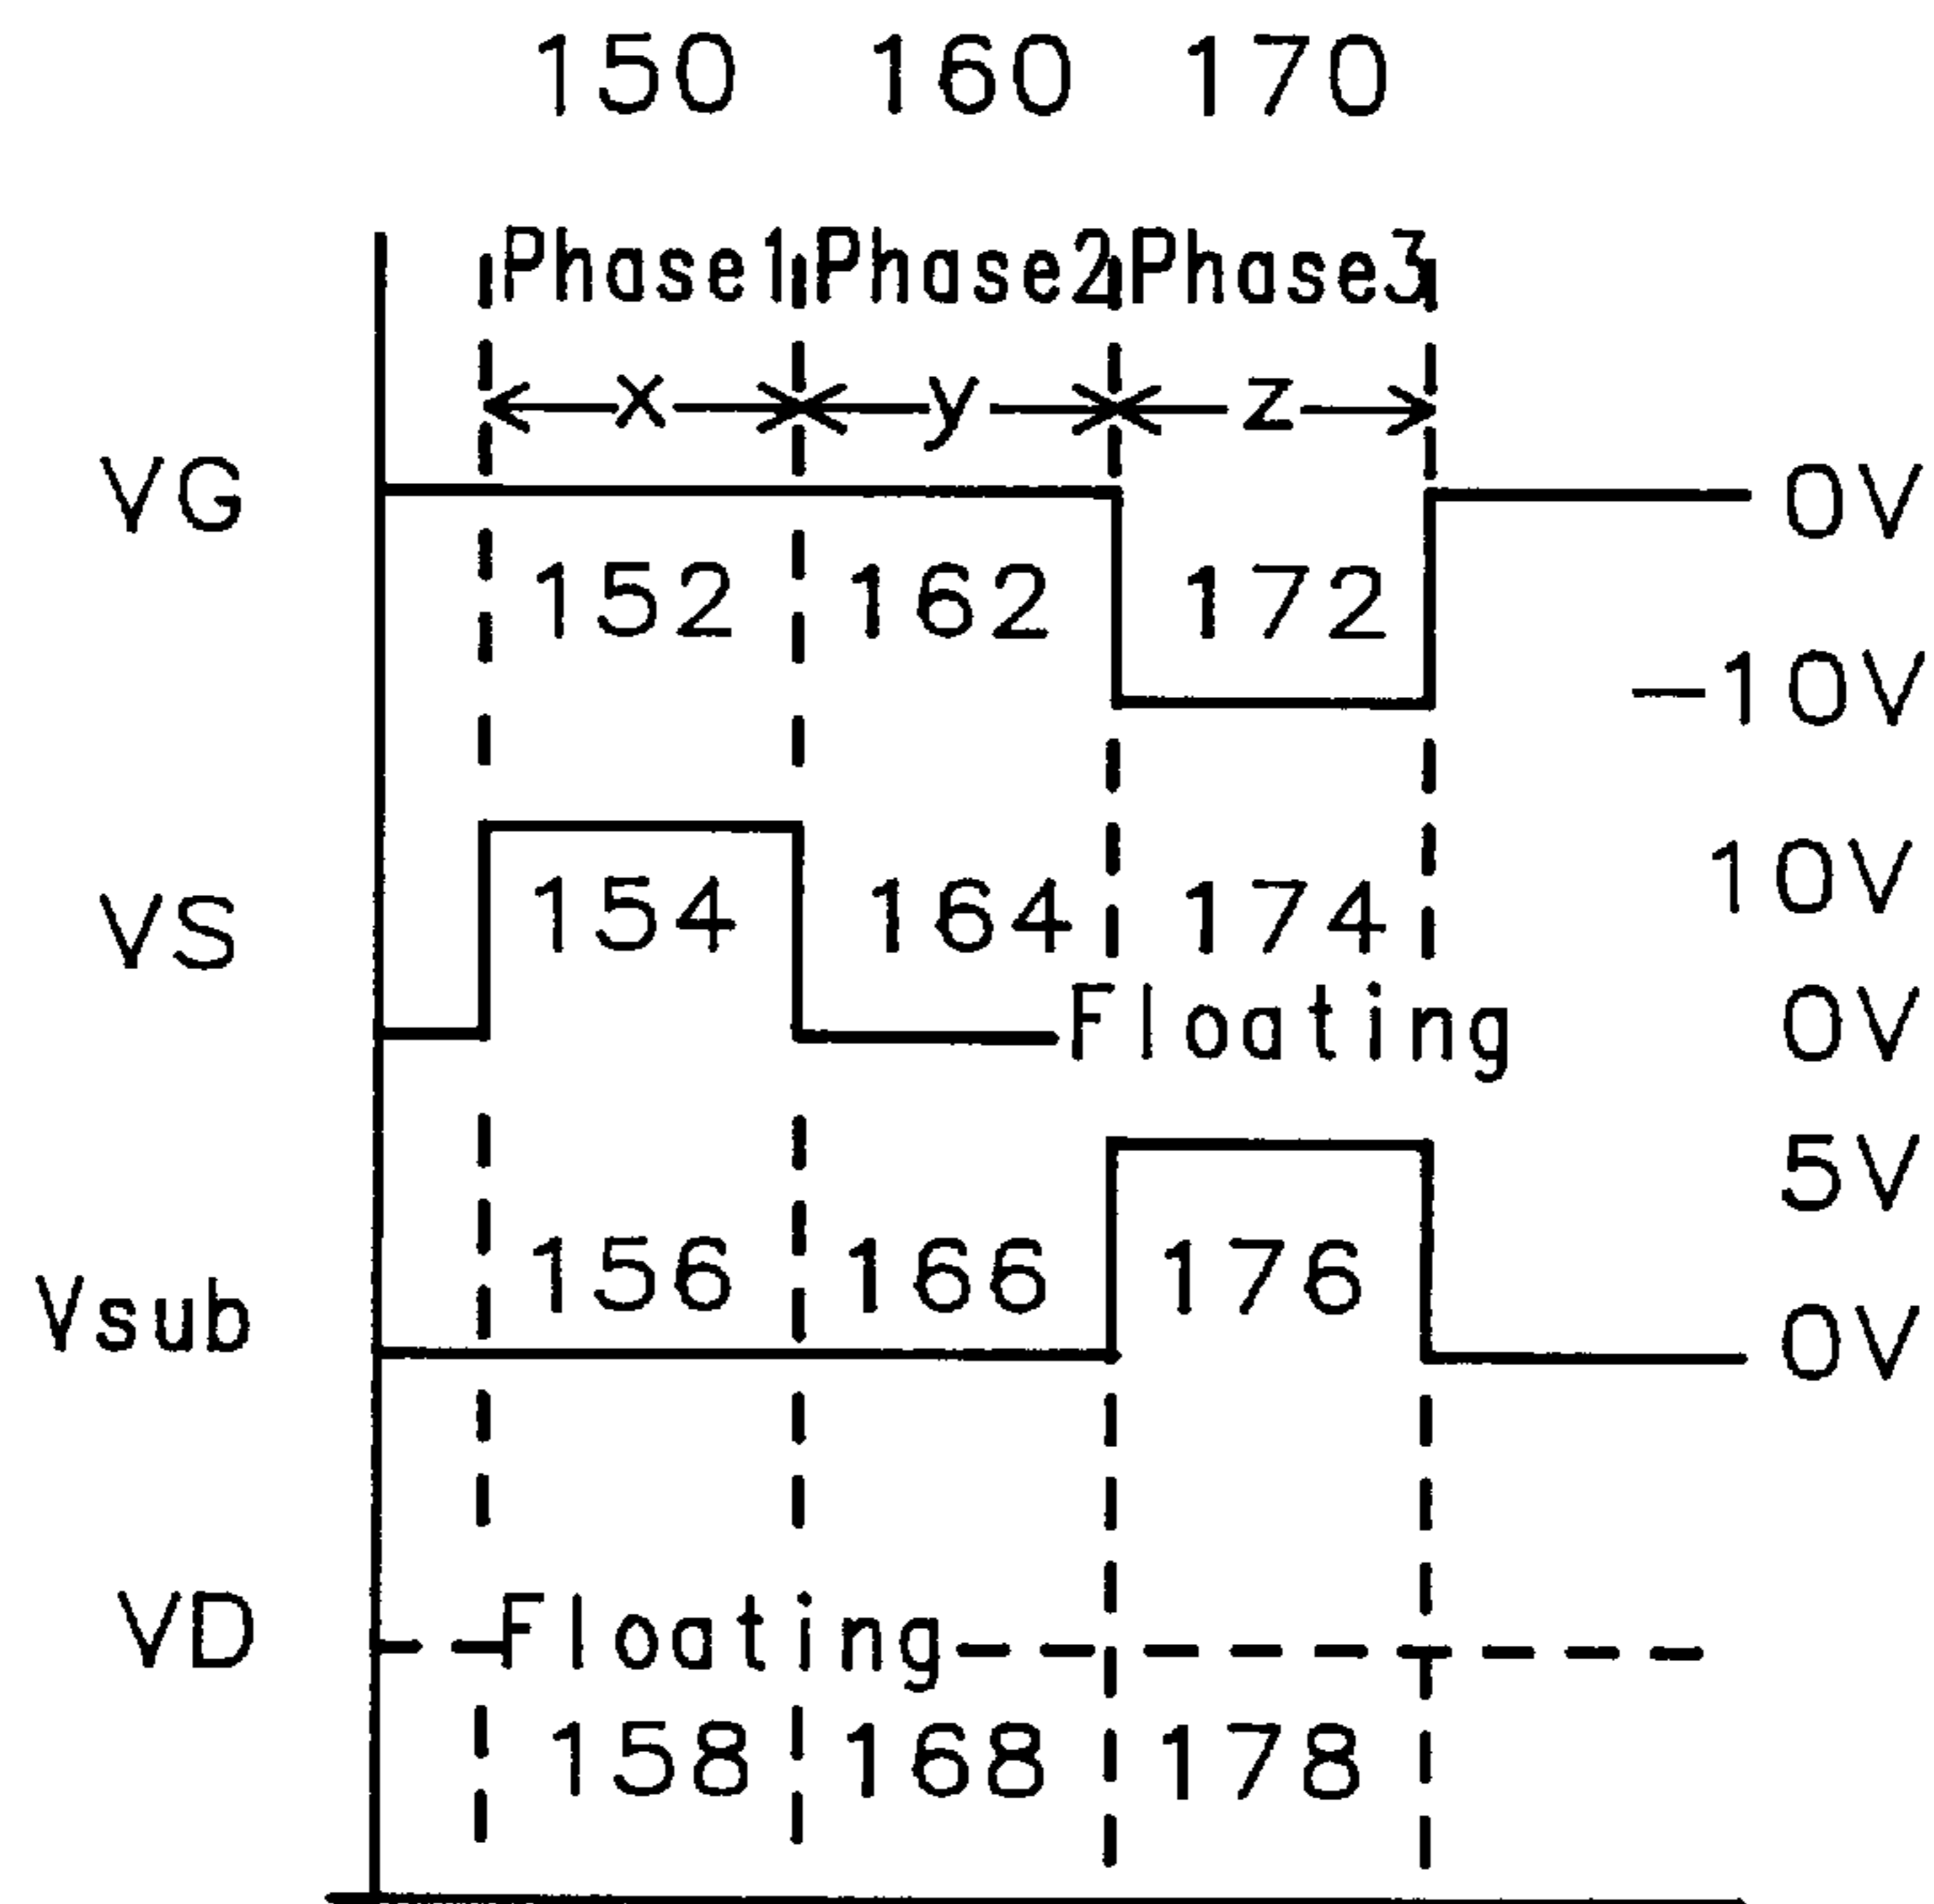 150 160 170
Phase1 Phase2 Phase3
x y z
VG 0V
152 162 172
-10V
10V
VS 154 164 174
Floating 0V
5V
156 166 176
Vsub 0V
VD Floating
158 168 178